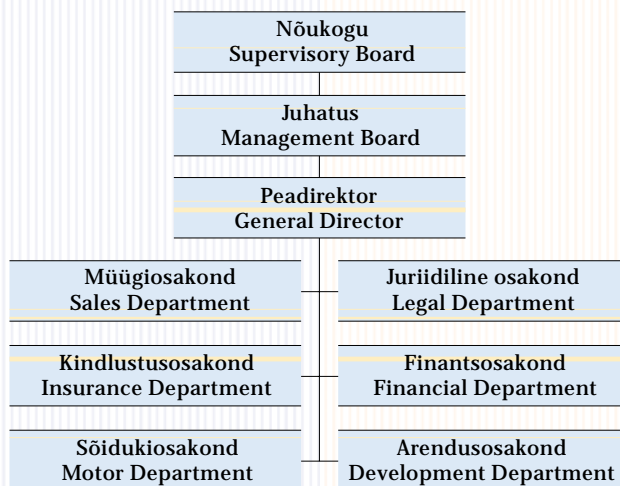 Nõukogu
Supervisory Board
Juhatus
Management Board
Peadirektor
General Director
Müügiosakond
Sales Department
Juriidiline osakond
Legal Department
Kindlustusosakond
Insurance Department
Finantsosakond
Financial Department
Sõidukiosakond
Motor Department
Arendusosakond
Development Department